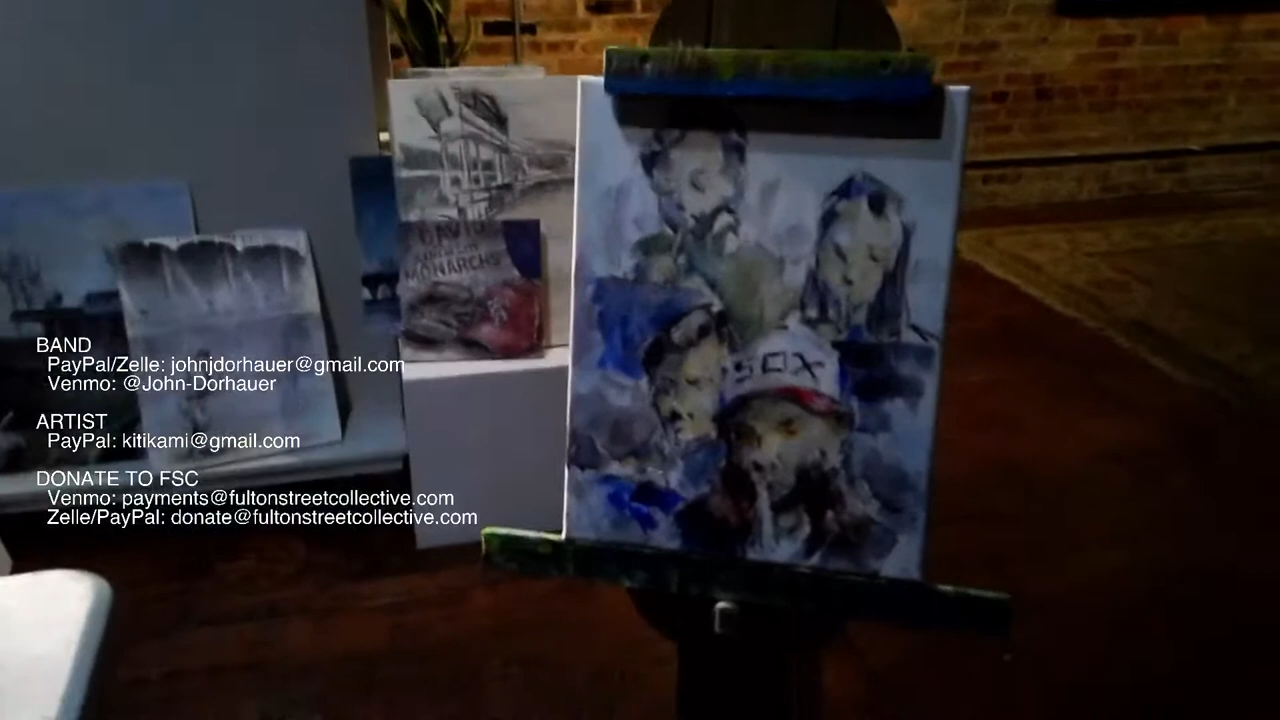 BAND
PayPal/Zelle: johnjdorhauer@gmail.com
Venmo: @John-Dorhauer
ARTIST
PayPal: kitikami@gmail.com
DONATE TO FSC
Venmo: payments@fultonstreetcollective.com
Zelle/PayPal: donate@fultonstreetcollective.com
DAVID
MONARCHS
SOX